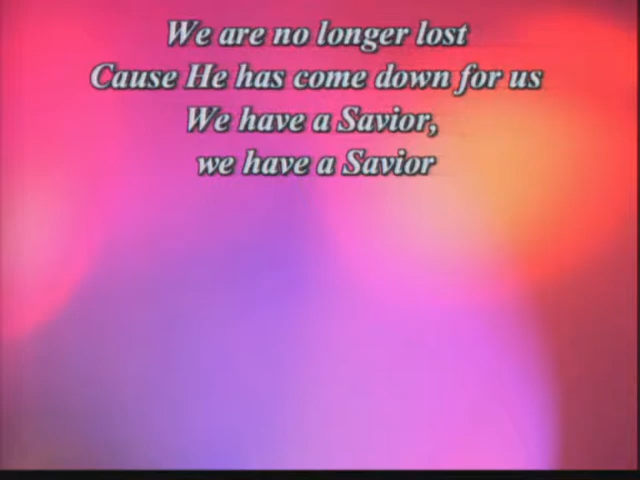 We are no longer lost
Cause He has come down for us
We have a Savior,
we have a Savior